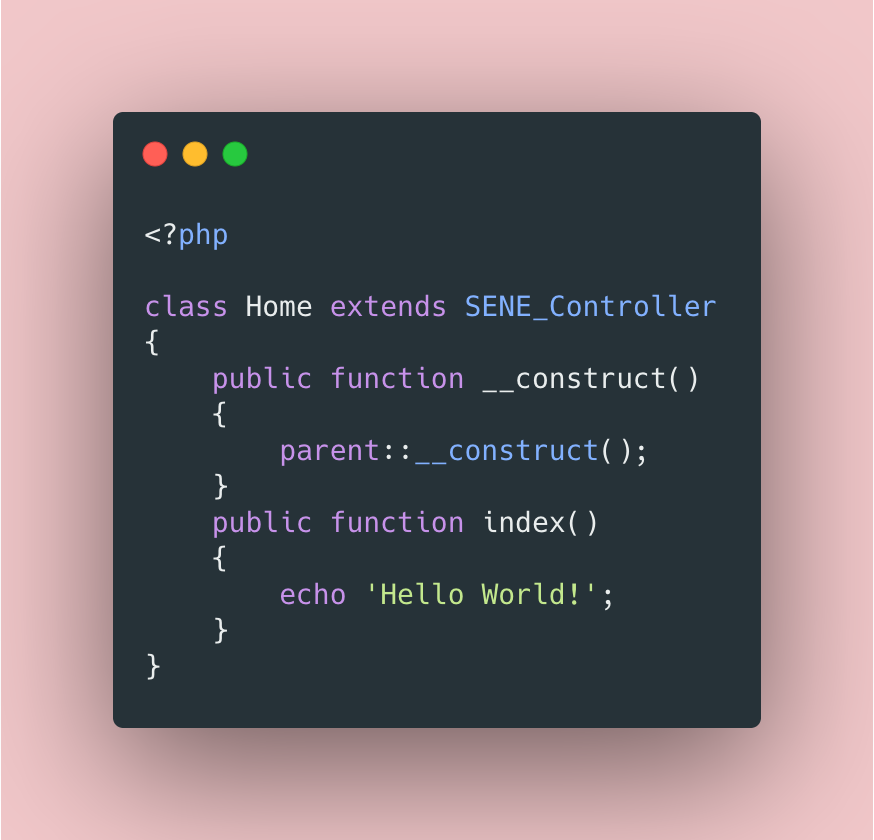 <?php

class Home extends SENE_Controller
{
    public function __construct()
    {
        parent::__construct();
    }
    public function index()
    {
        echo 'Hello World!';
    }
}